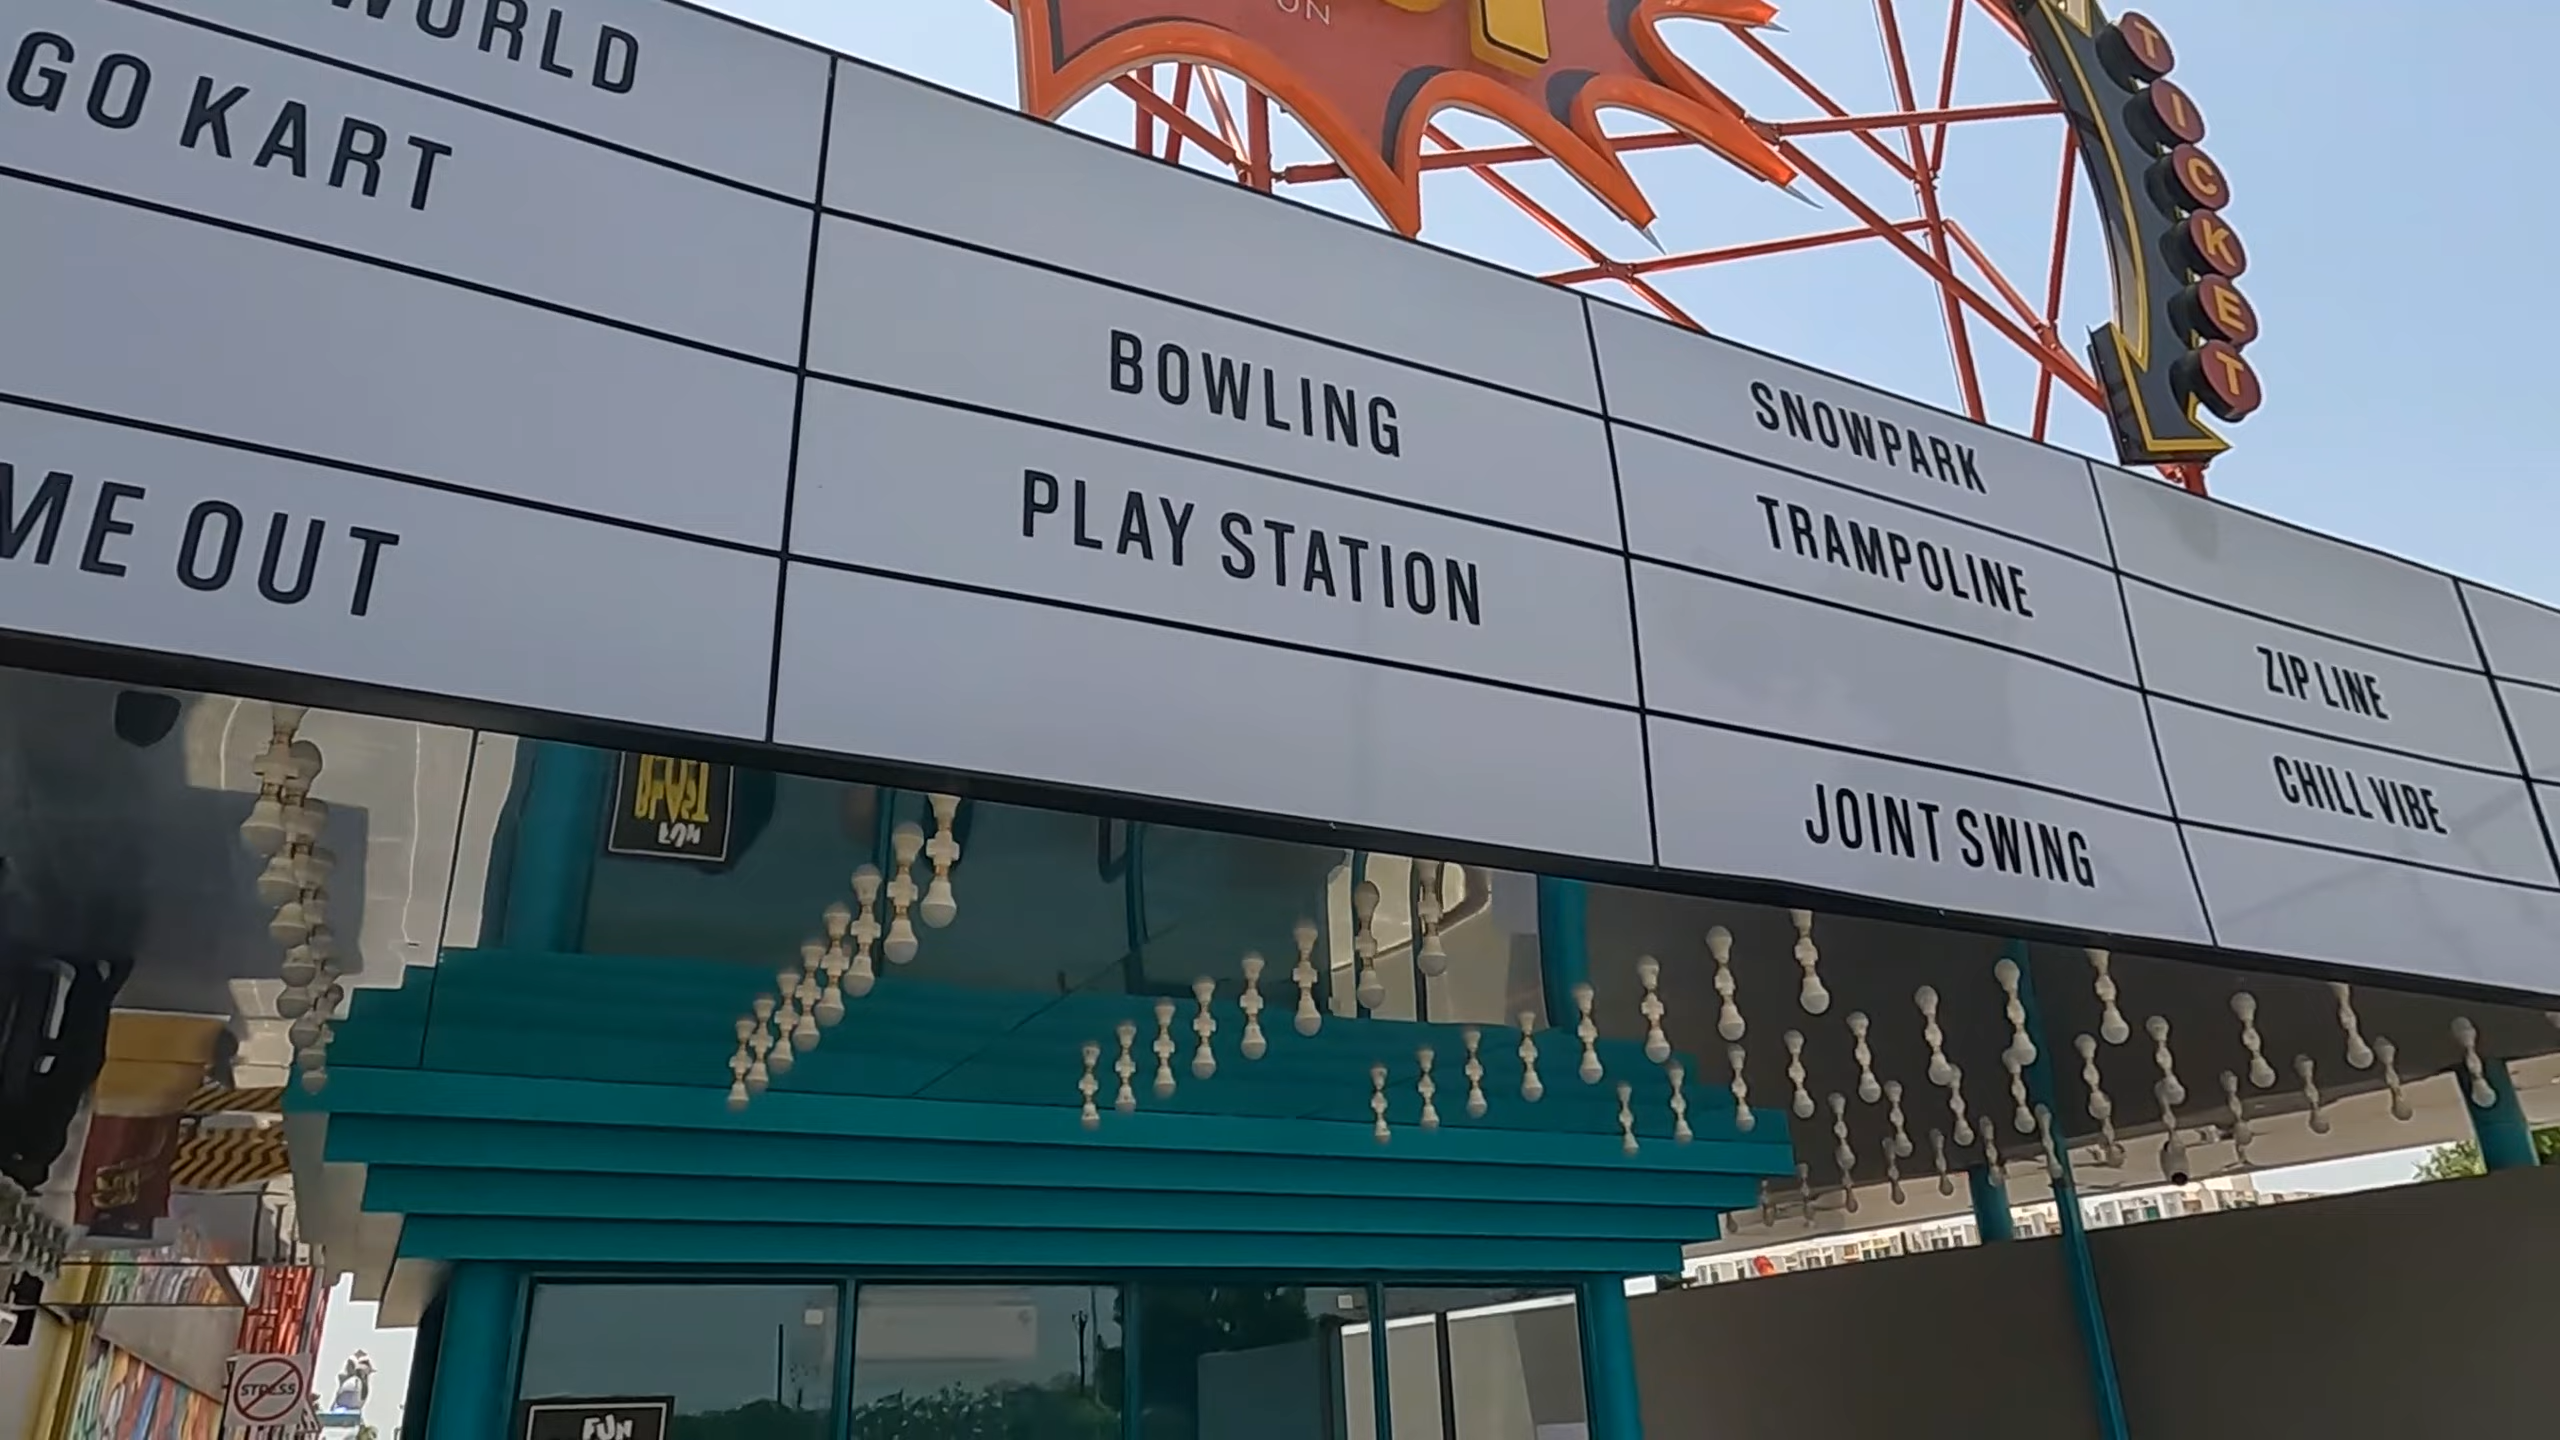 ON
TICKET
WORLD
GO KART
ME OUT
BOWLING
PLAY STATION
SNOWPARK
TRAMPOLINE
JOINT SWING
ZIP LINE
CHILL VIBE
STRESS
FUN